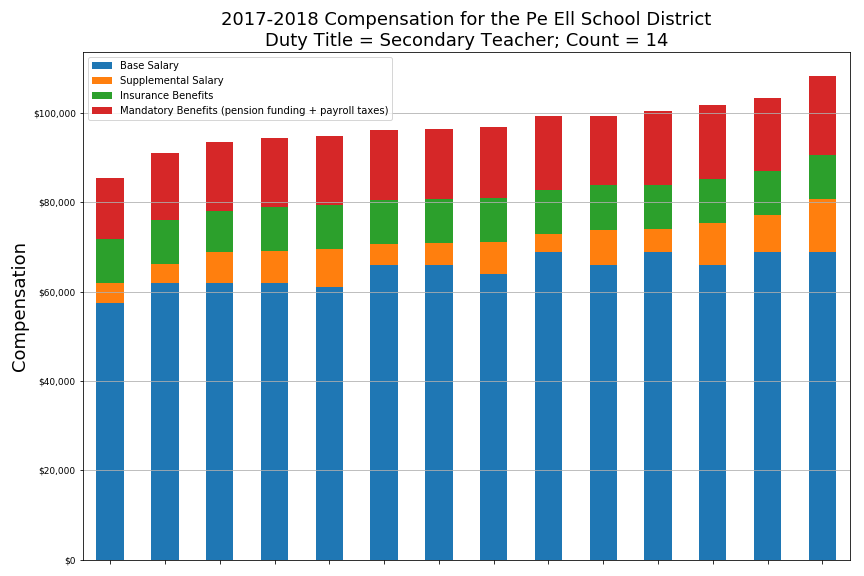 2017-2018 Compensation for the Pe Ell School District
Duty Title = Secondary Teacher; Count = 14
Base Salary
Supplemental Salary
Insurance Benefits
Mandatory Benefits (pension funding + payroll taxes)
$100,000
$80,000
$60,000
$40,000
$20,000
$0
Compensation